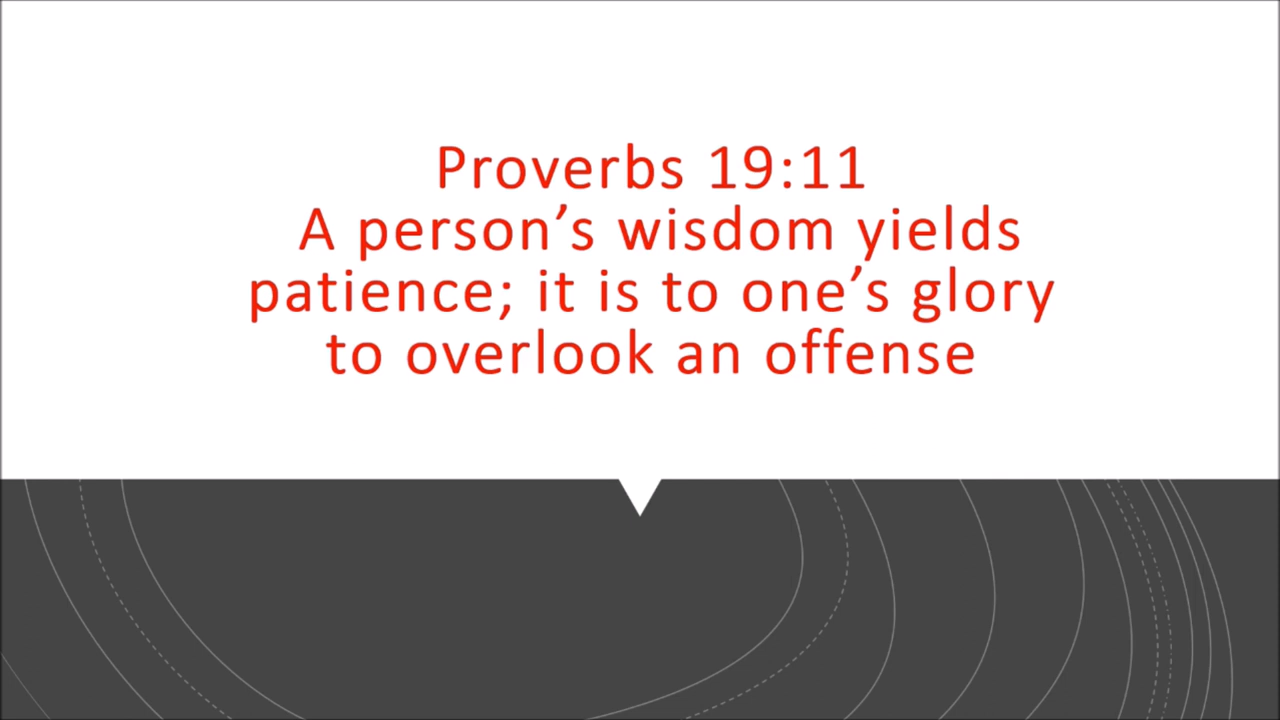 Proverbs 19:11
A person’s wisdom yields
patience; it is to one’s glory
to overlook an offense